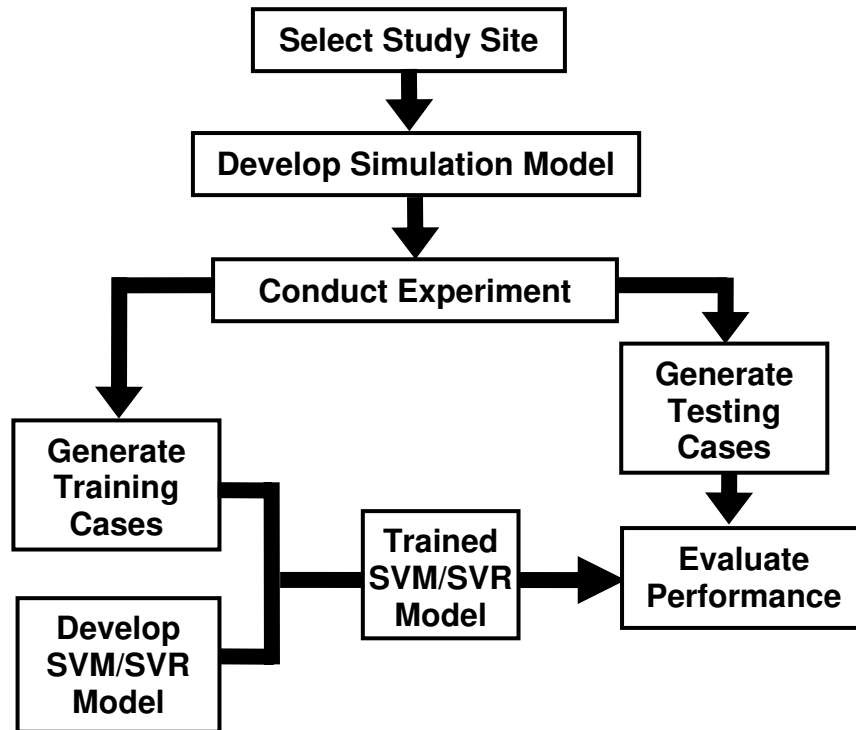 Select Study Site
Develop Simulation Model
Conduct Experiment
Generate
Testing
Cases
Generate
Training
Cases
Trained
SVM/SVR
Model
Evaluate
Performance
Develop
SVM/SVR
Model